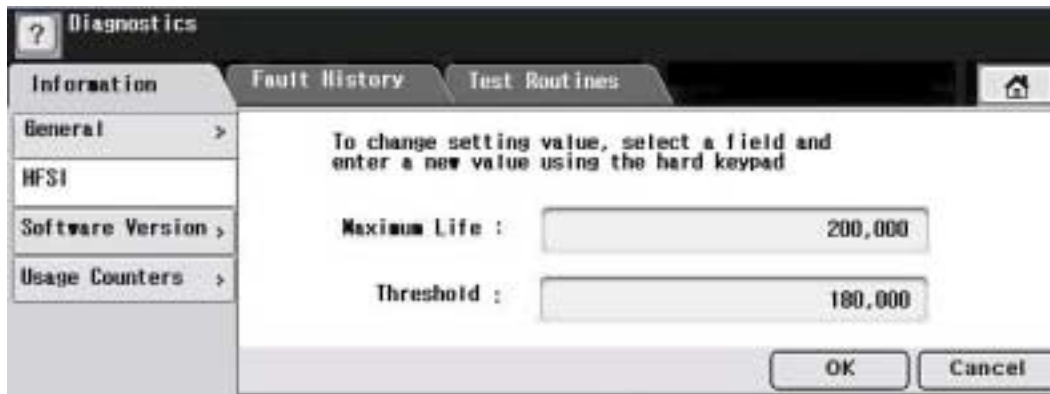 ? Diagnostics
Information
Fault History
Test Routines
General >
HFSI
Software Version >
Usage Counters >
To change setting value, select a field and
enter a new value using the hard keypad
Maximum Life : 200,000
Threshold : 180,000
OK
Cancel